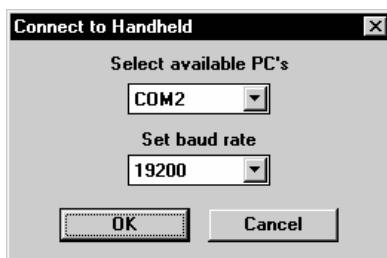 Connect to Handheld
Select available PC's
COM2
Set baud rate
19200
OK Cancel